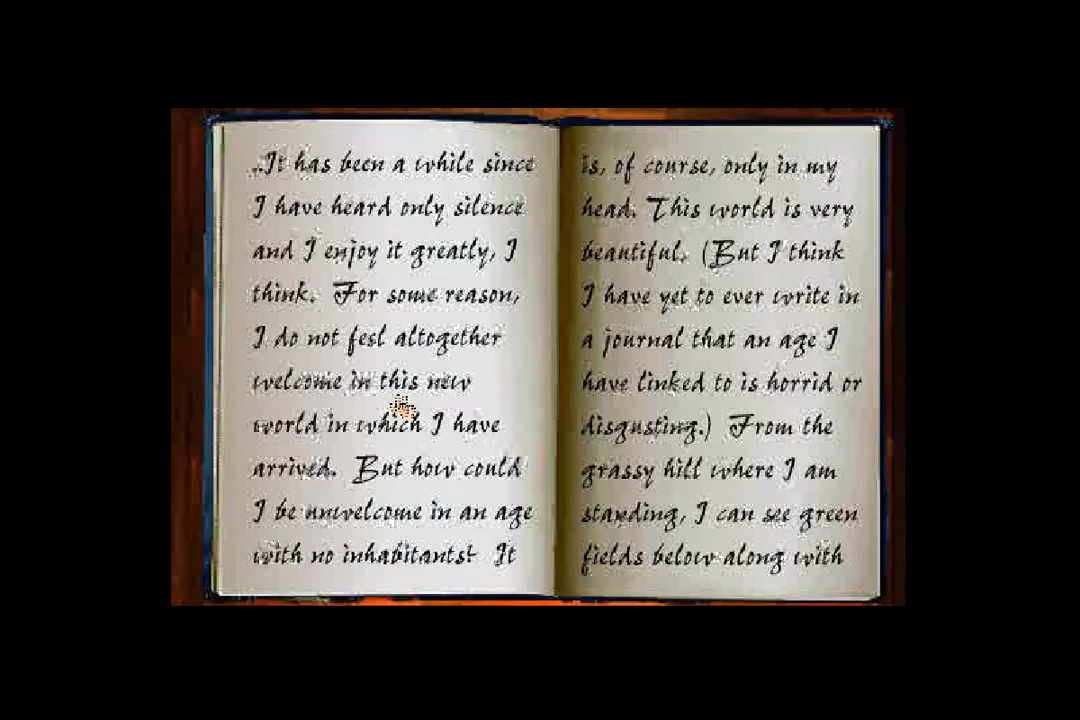 ..It has been a while since
I have heard only silence
and I enjoy it greatly, I
think. For some reason,
I do not feel altogether
welcome in this new
world in which I have
arrived. But how could
I be unwelcome in an age
with no inhabitants? It
is, of course, only in my
head. This world is very
beautiful. (But I think
I have yet to ever write in
a journal that an age I
have linked to is horrid or
disgusting.) From the
grassy hill where I am
standing, I can see green
fields below along with